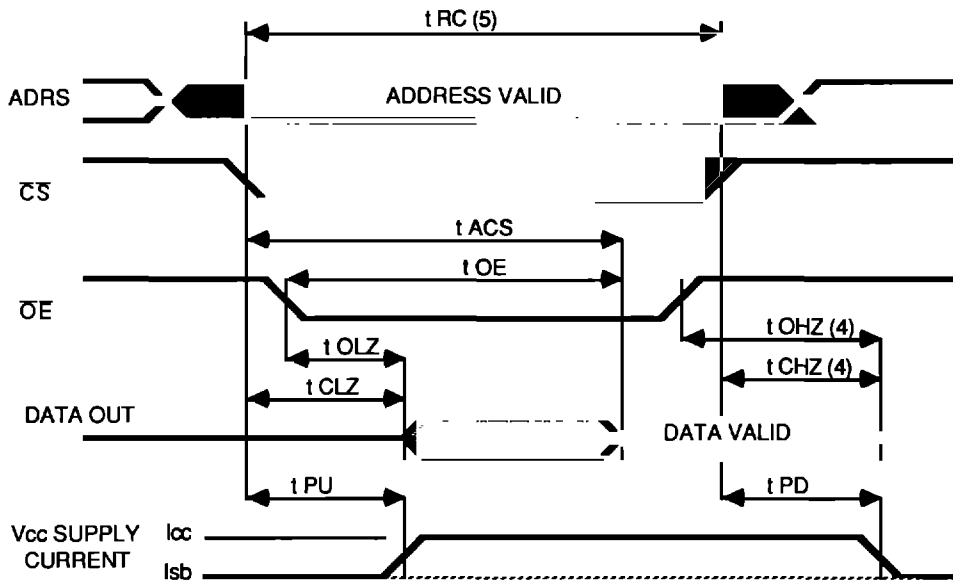 t RC (5)
ADRS
ADDRESS VALID
CS
t ACS
t OE
OE
t OHZ (4)
t OLZ
t CHZ (4)
t CLZ
DATA OUT
DATA VALID
t PU
t PD
Vcc SUPPLY
CURRENT
Icc
Isb